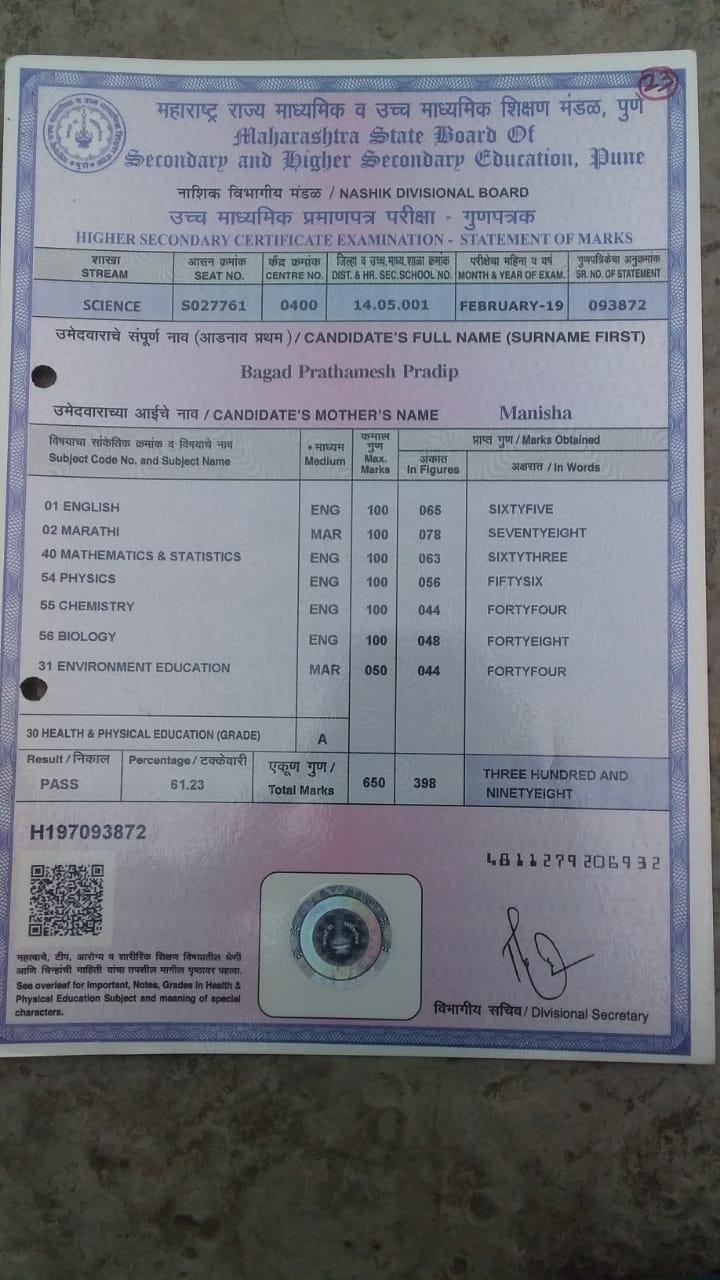 23
महाराष्ट्र राज्य माध्यमिक व उच्च माध्यमिक शिक्षण मंडळ, पुणे
Maharashtra State Board Of
Secondary and Higher Secondary Education, Pune
नाशिक विभागीय मंडळ / NASHIK DIVISIONAL BOARD
उच्च माध्यमिक प्रमाणपत्र परीक्षा - गुणपत्रक
HIGHER SECONDARY CERTIFICATE EXAMINATION - STATEMENT OF MARKS
शाखा आसन क्रमांक केंद्र क्रमांक जिल्हा व उच्च.माध्य.शाळा क्रमांक परीक्षेचा महिना व वर्ष गुणपत्रिकेचा अनुक्रमांक
STREAM SEAT NO. CENTRE NO. DIST. & HR. SEC.SCHOOL NO. MONTH & YEAR OF EXAM. SR. NO. OF STATEMENT
SCIENCE S027761 0400 14.05.001 FEBRUARY-19 093872
उमेदवाराचे संपूर्ण नाव (आडनाव प्रथम) / CANDIDATE'S FULL NAME (SURNAME FIRST)
Bagad Prathamesh Pradip
उमेदवाराच्या आईचे नाव / CANDIDATE'S MOTHER'S NAME Manisha
विषयाचा सांकेतिक क्रमांक व विषयाचे नाव
Subject Code No. and Subject Name
* माध्यम
Medium
कमाल
गुण
Max.
Marks
प्राप्त गुण / Marks Obtained
अंकात
In Figures
अक्षरात / In Words
01 ENGLISH ENG 100 065 SIXTYFIVE
02 MARATHI MAR 100 078 SEVENTYEIGHT
40 MATHEMATICS & STATISTICS ENG 100 063 SIXTYTHREE
54 PHYSICS ENG 100 056 FIFTYSIX
55 CHEMISTRY ENG 100 044 FORTYFOUR
56 BIOLOGY ENG 100 048 FORTYEIGHT
31 ENVIRONMENT EDUCATION MAR 050 044 FORTYFOUR
30 HEALTH & PHYSICAL EDUCATION (GRADE) A
Result / निकाल
PASS
Percentage / टक्केवारी
61.23
एकूण गुण /
Total Marks
650 398
THREE HUNDRED AND
NINETYEIGHT
H197093872
4811279206932
महत्वाचे, टीप, आरोग्य व शारीरिक शिक्षण विषयातील श्रेणी
आणि चिन्हांची माहिती यांचा तपशील मागील पृष्ठावर पहावा.
See overleaf for Important, Notes, Grades in Health &
Physical Education Subject and meaning of special
characters.
विभागीय सचिव / Divisional Secretary